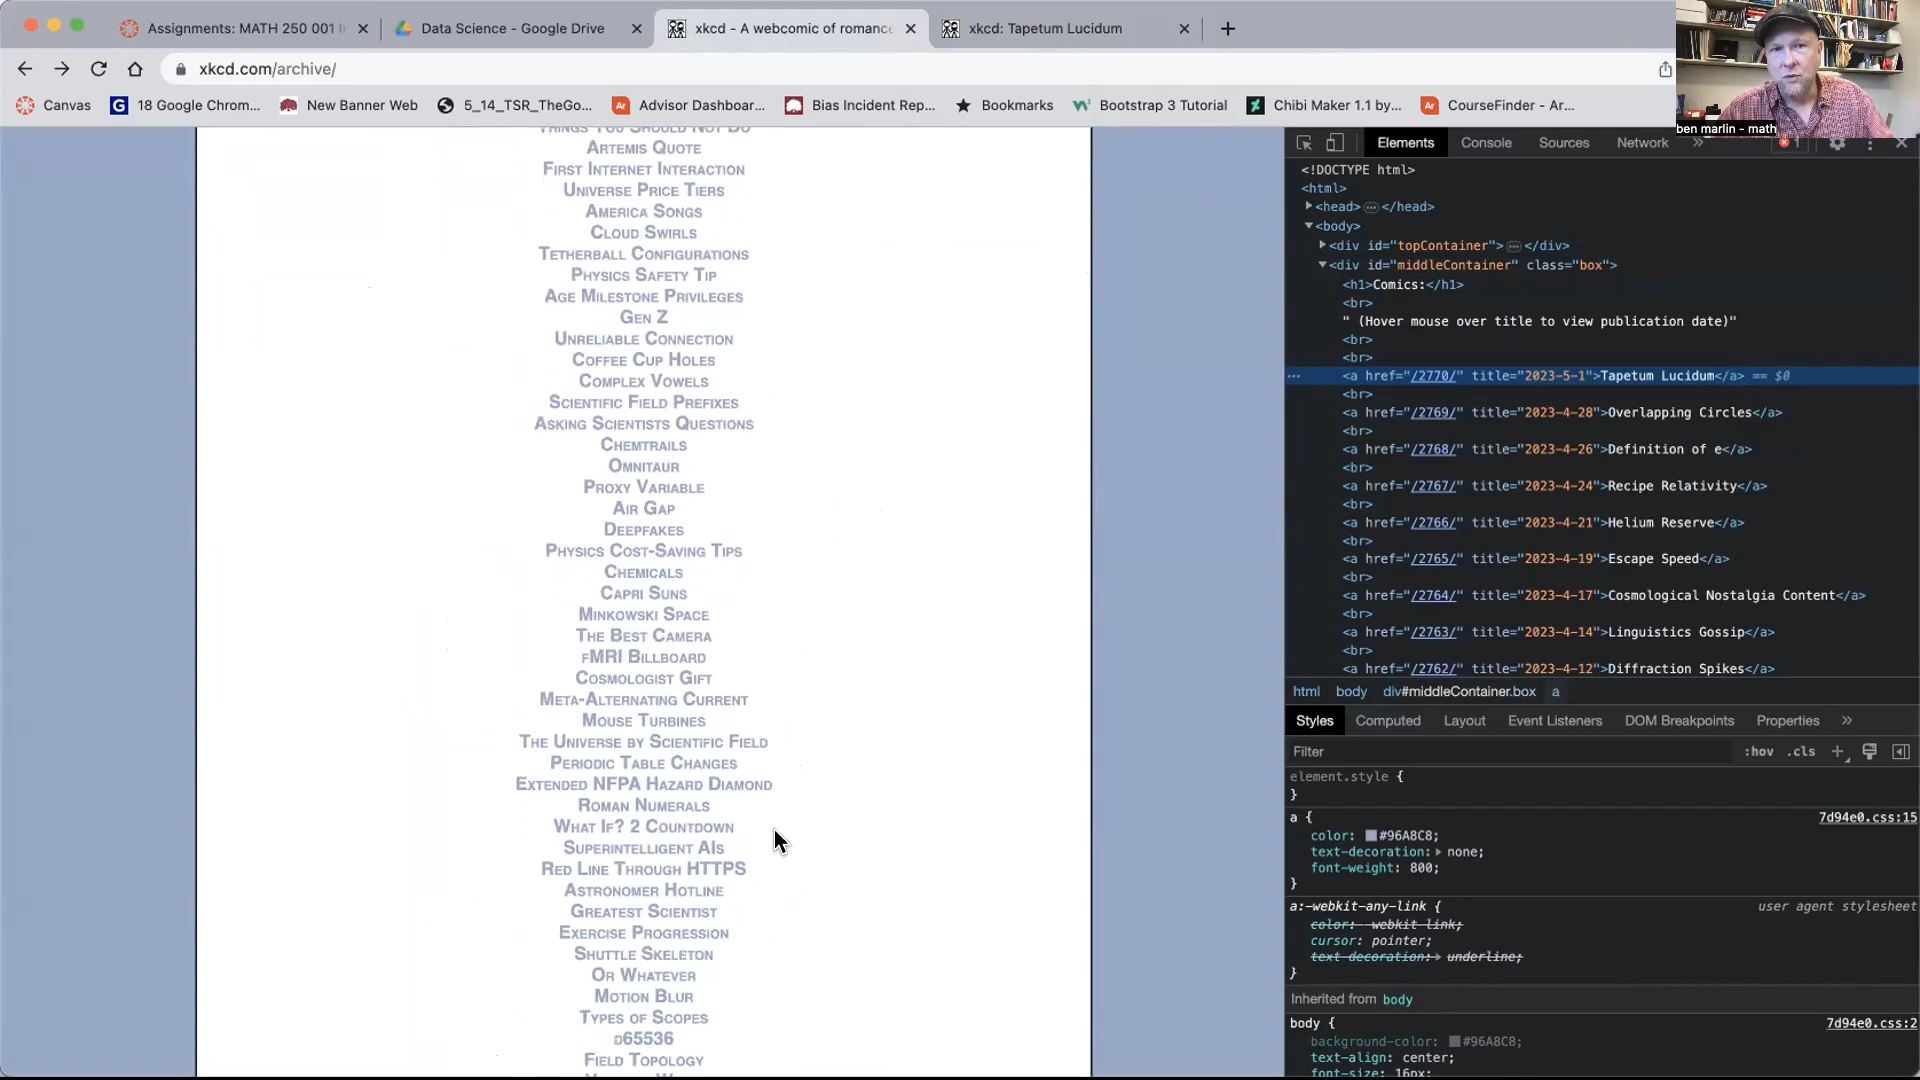 Assignments: MATH 250 001 I
Data Science - Google Drive
xkcd - A webcomic of romance
xkcd: Tapetum Lucidum
xkcd.com/archive/
Canvas
18 Google Chrom...
New Banner Web
5_14_TSR_TheGo...
Advisor Dashboar...
Bias Incident Rep...
Bookmarks
Bootstrap 3 Tutorial
Chibi Maker 1.1 by...
CourseFinder - Ar...
ben marlin - math
Things You Should Not Do
Artemis Quote
First Internet Interaction
Universe Price Tiers
America Songs
Cloud Swirls
Tetherball Configurations
Physics Safety Tip
Age Milestone Privileges
Gen Z
Unreliable Connection
Coffee Cup Holes
Complex Vowels
Scientific Field Prefixes
Asking Scientists Questions
Chemtrails
Omnitaur
Proxy Variable
Air Gap
Deepfakes
Physics Cost-Saving Tips
Chemicals
Capri Suns
Minkowski Space
The Best Camera
fMRI Billboard
Cosmologist Gift
Meta-Alternating Current
Mouse Turbines
The Universe by Scientific Field
Periodic Table Changes
Extended NFPA Hazard Diamond
Roman Numerals
What If? 2 Countdown
Superintelligent AIs
Red Line Through HTTPS
Astronomer Hotline
Greatest Scientist
Exercise Progression
Shuttle Skeleton
Or Whatever
Motion Blur
Types of Scopes
d65536
Field Topology
Elements Console Sources Network » 1
<!DOCTYPE html>
<html>
<head> … </head>
<body>
<div id="topContainer"> … </div>
<div id="middleContainer" class="box">
<h1>Comics:</h1>
<br>
" (Hover mouse over title to view publication date)"
<br>
<br>
<a href="/2770/" title="2023-5-1">Tapetum Lucidum</a> == $0
<br>
<a href="/2769/" title="2023-4-28">Overlapping Circles</a>
<br>
<a href="/2768/" title="2023-4-26">Definition of e</a>
<br>
<a href="/2767/" title="2023-4-24">Recipe Relativity</a>
<br>
<a href="/2766/" title="2023-4-21">Helium Reserve</a>
<br>
<a href="/2765/" title="2023-4-19">Escape Speed</a>
<br>
<a href="/2764/" title="2023-4-17">Cosmological Nostalgia Content</a>
<br>
<a href="/2763/" title="2023-4-14">Linguistics Gossip</a>
<br>
<a href="/2762/" title="2023-4-12">Diffraction Spikes</a>
html body div#middleContainer.box a
Styles Computed Layout Event Listeners DOM Breakpoints Properties »
Filter :hov .cls +
element.style {
}
a { 7d94e0.css:15
color: #96A8C8;
text-decoration: none;
font-weight: 800;
}
a:-webkit-any-link { user agent stylesheet
color: -webkit-link;
cursor: pointer;
text-decoration: underline;
}
Inherited from body
body { 7d94e0.css:2
background-color: #96A8C8;
text-align: center;
font-size: 16px;